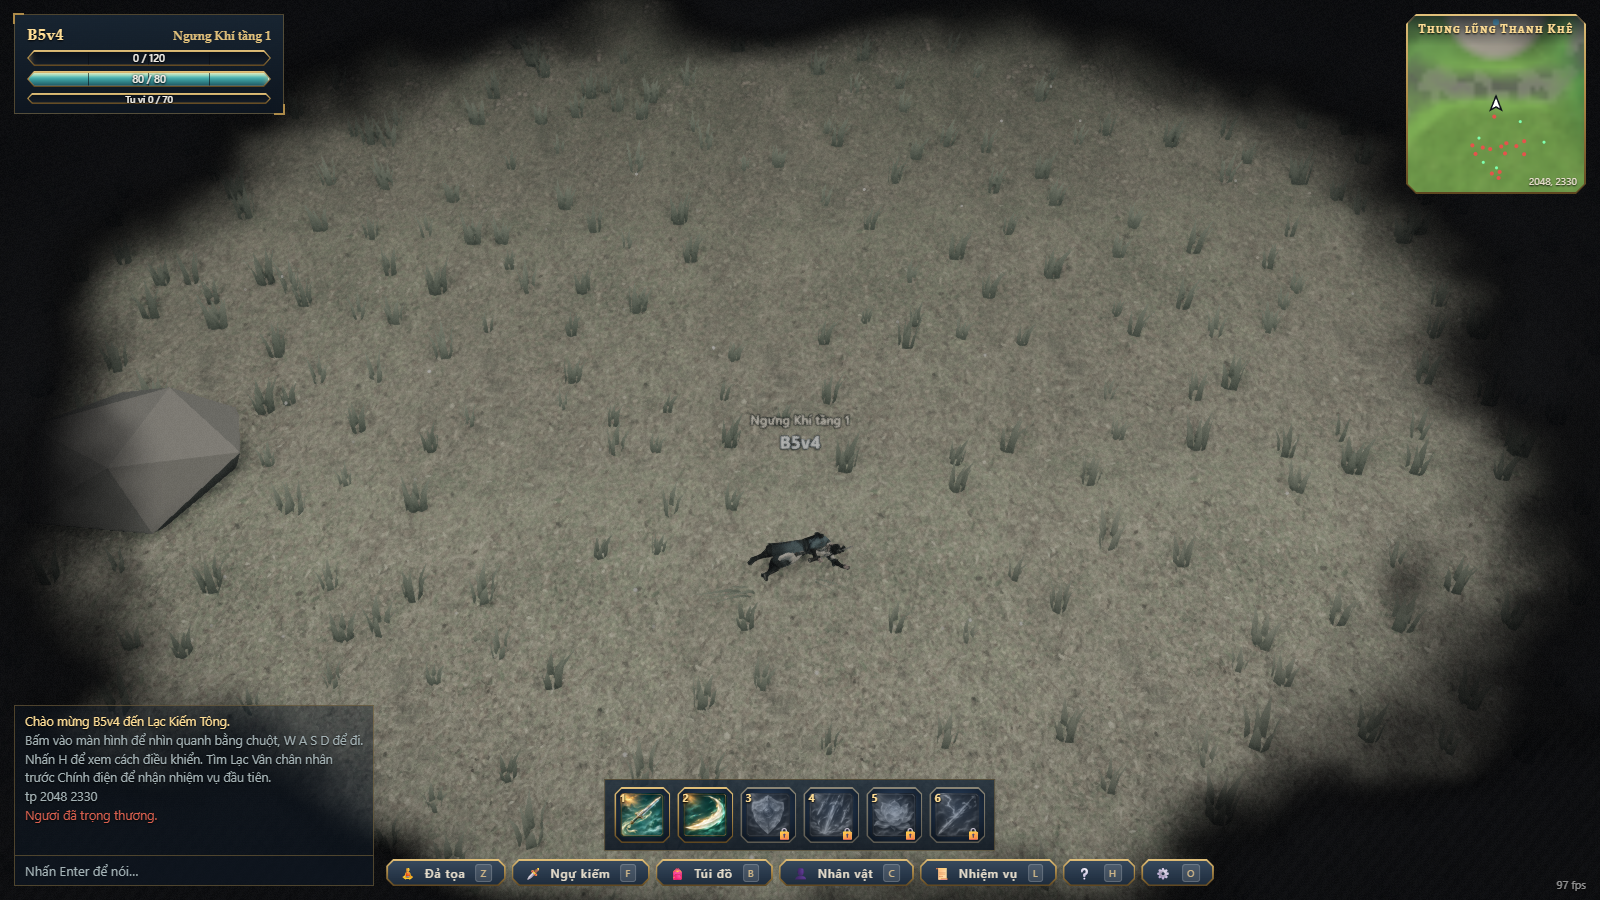 B5v4
Ngưng Khí tầng 1
0 / 120
80 / 80
Tu vi 0 / 70
Thung lũng Thanh Khê
2048, 2330
Ngưng Khí tầng 1
B5v4
Chào mừng B5v4 đến Lạc Kiếm Tông.
Bấm vào màn hình để nhìn quanh bằng chuột, W A S D để đi.
Nhấn H để xem cách điều khiển. Tìm Lạc Vân chân nhân
trước Chính điện để nhận nhiệm vụ đầu tiên.
tp 2048 2330
Ngươi đã trọng thương.
Nhấn Enter để nói...
1 2 3 4 5 6
Đả tọa Z Ngự kiếm F Túi đồ B Nhân vật C Nhiệm vụ L ? H O
97 fps